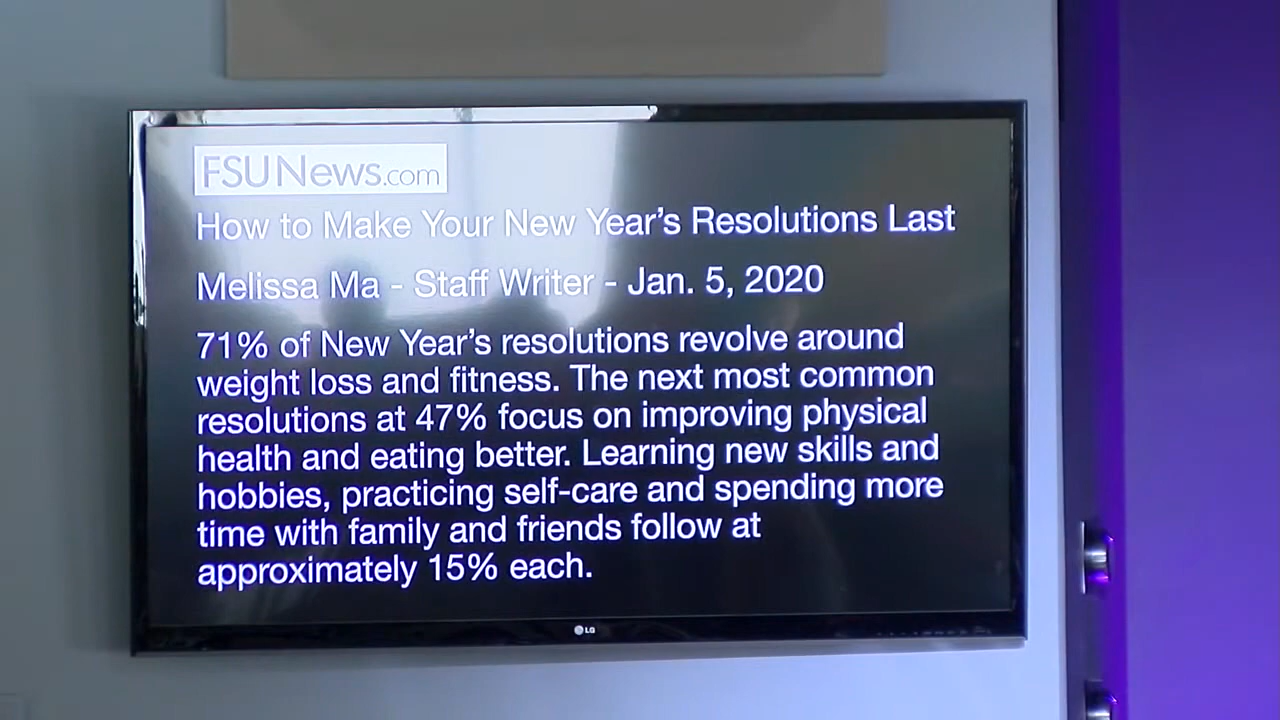 FSUNews.com
How to Make Your New Year's Resolutions Last
Melissa Ma - Staff Writer - Jan. 5, 2020
71% of New Year's resolutions revolve around
weight loss and fitness. The next most common
resolutions at 47% focus on improving physical
health and eating better. Learning new skills and
hobbies, practicing self-care and spending more
time with family and friends follow at
approximately 15% each.
LG